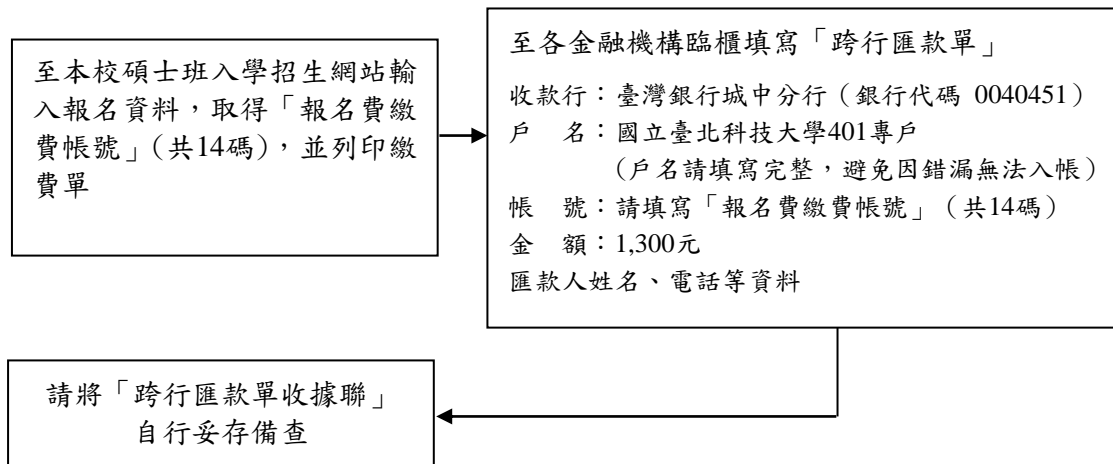 至本校碩士班入學招生網站輸
入報名資料，取得「報名費繳
費帳號」（共14碼），並列印繳
費單
至各金融機構臨櫃填寫「跨行匯款單」
收款行：臺灣銀行城中分行（銀行代碼 0040451）
戶　名：國立臺北科技大學401專戶
(戶名請填寫完整，避免因錯漏無法入帳)
帳　號：請填寫「報名費繳費帳號」（共14碼）
金　額：1,300元
匯款人姓名、電話等資料
請將「跨行匯款單收據聯」
自行妥存備查